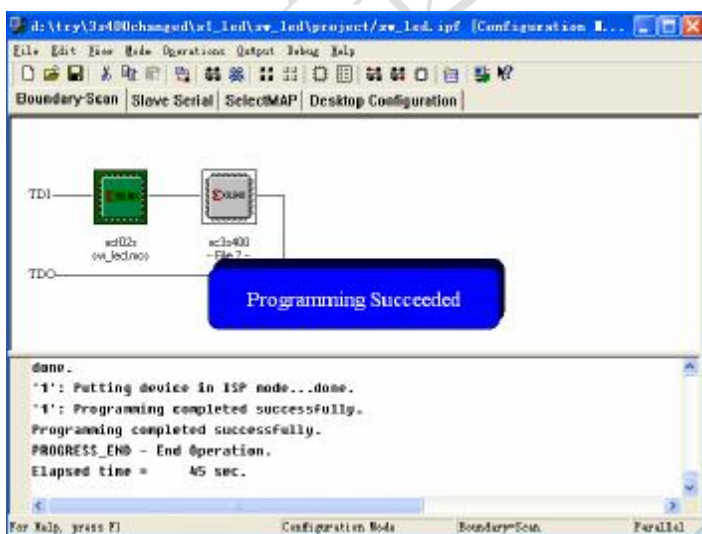 d:\try\3s400changed\s1_led\sw_led\project/sw_led.ipf [Configuration M...
File Edit View Mode Operations Output Debug Help
Boundary-Scan Slave Serial SelectMAP Desktop Configuration
TDI
xcf02s xc3s400
sw_led.mcs -- File ? --
TDO
Programming Succeeded
done.
'1': Putting device in ISP mode...done.
'1': Programming completed successfully.
Programming completed successfully.
PROGRESS_END - End Operation.
Elapsed time = 45 sec.
For Help, press F1 Configuration Mode Boundary-Scan Parallel